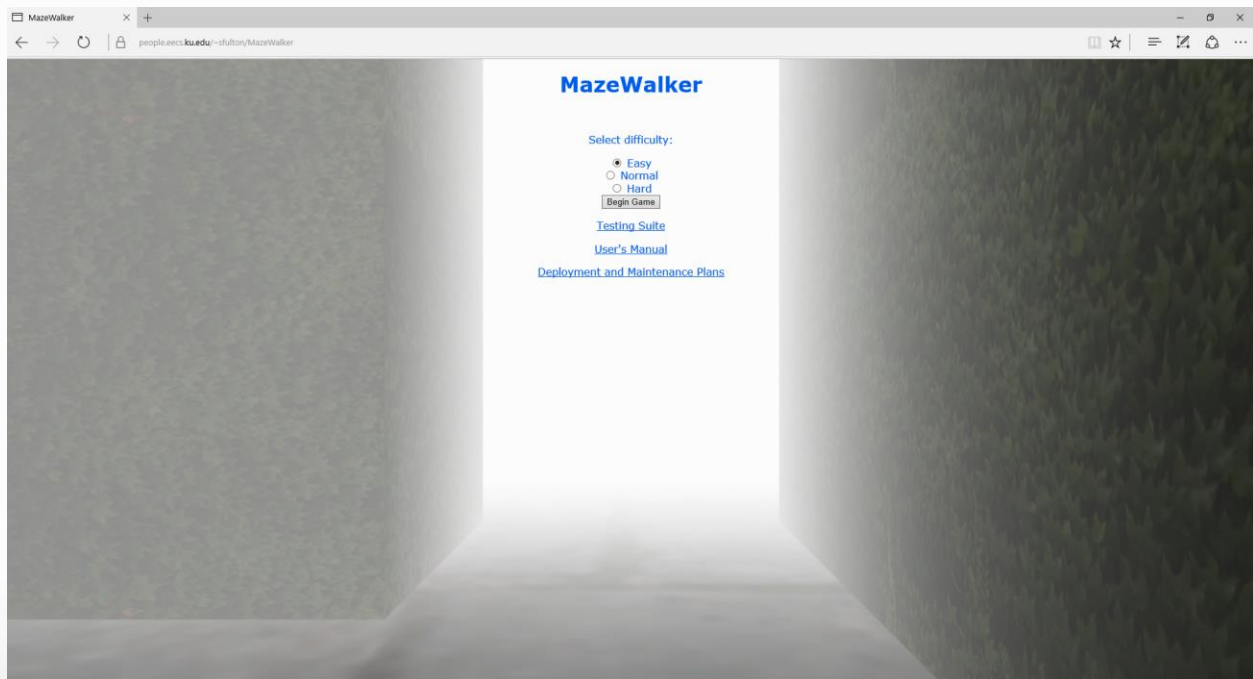 MazeWalker
people.eecs.ku.edu/~sfulton/MazeWalker
MazeWalker
Select difficulty:
Easy
Normal
Hard
Begin Game
Testing Suite
User's Manual
Deployment and Maintenance Plans